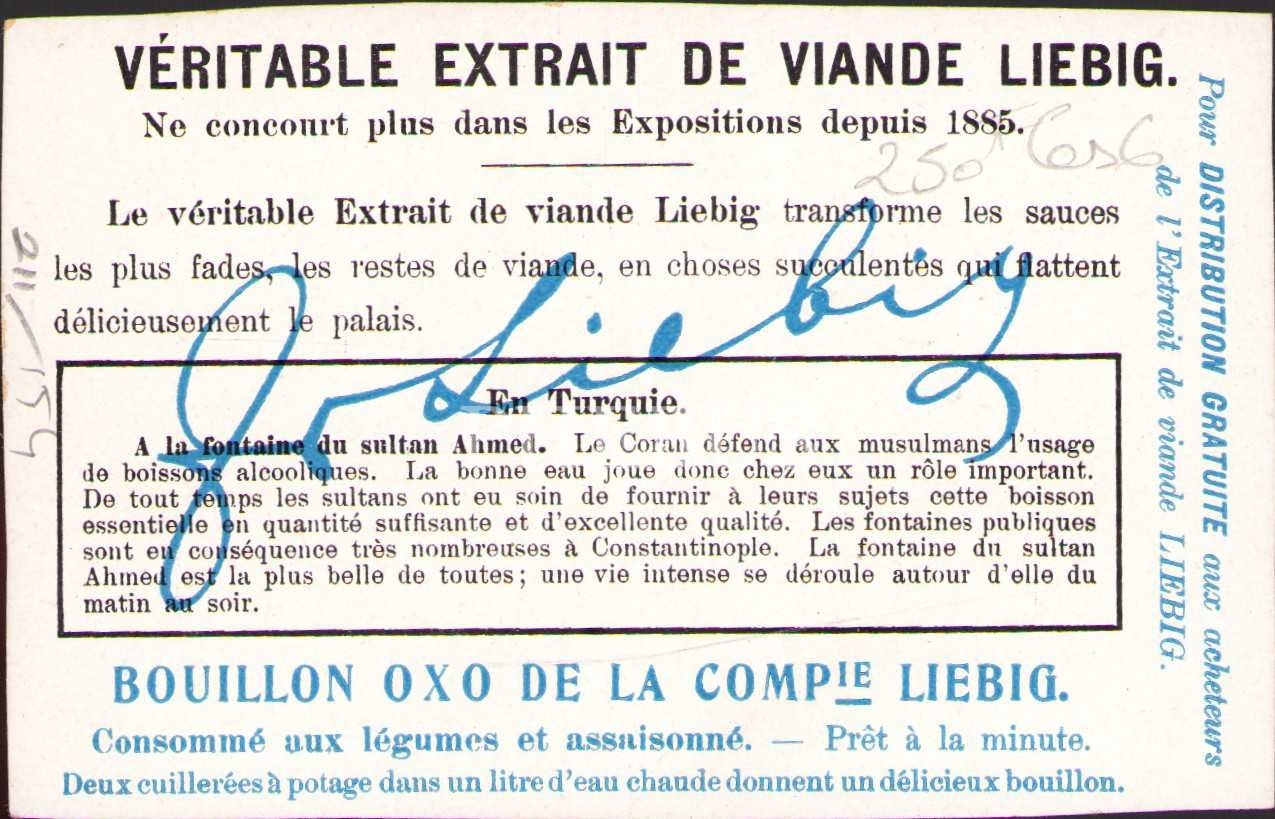 VÉRITABLE EXTRAIT DE VIANDE LIEBIG.
Ne concourt plus dans les Expositions depuis 1885.
250
Le véritable Extrait de viande Liebig transforme les sauces
les plus fades, les restes de viande, en choses succulentes qui flattent
délicieusement le palais.
J v Liebig
En Turquie.
A la fontaine du sultan Ahmed. Le Coran défend aux musulmans l'usage
de boissons alcooliques. La bonne eau joue donc chez eux un rôle important.
De tout temps les sultans ont eu soin de fournir à leurs sujets cette boisson
essentielle en quantité suffisante et d'excellente qualité. Les fontaines publiques
sont en conséquence très nombreuses à Constantinople. La fontaine du sultan
Ahmed est la plus belle de toutes; une vie intense se déroule autour d'elle du
matin au soir.
BOUILLON OXO DE LA COMPIE LIEBIG.
Consommé aux légumes et assaisonné. — Prêt à la minute.
Deux cuillerées à potage dans un litre d'eau chaude donnent un délicieux bouillon.
Pour DISTRIBUTION GRATUITE aux acheteurs
de l'Extrait de viande LIEBIG.
211-154